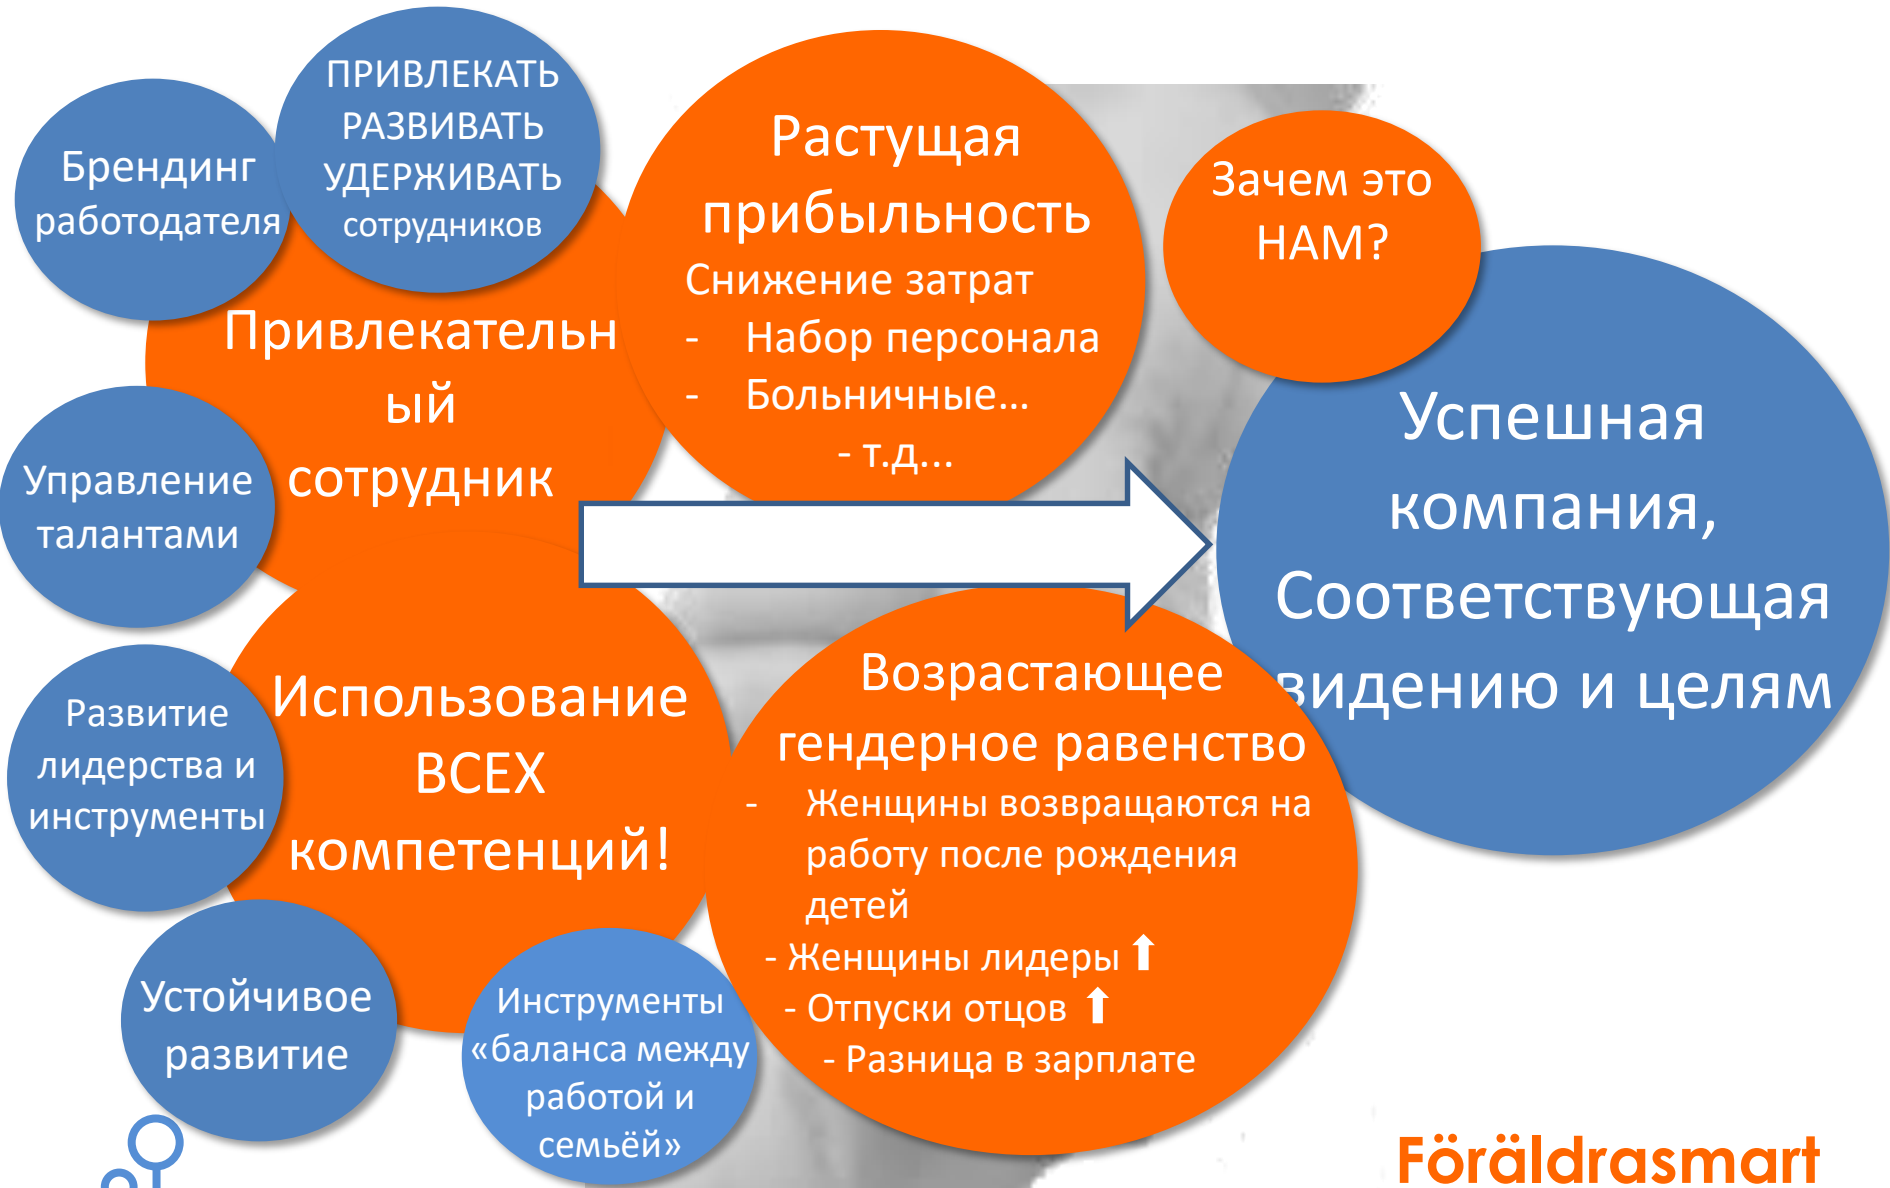 ПРИВЛЕКАТЬ
РАЗВИВАТЬ
УДЕРЖИВАТЬ
сотрудников
Брендинг
работодателя
Растущая
прибыльность
Снижение затрат
- Набор персонала
- Больничные...
- т.д...
Зачем это
НАМ?
Привлекательн
ый
сотрудник
Управление
талантами
Успешная
компания,
Соответствующая
видению и целям
Развитие
лидерства и
инструменты
Использование
ВСЕХ
компетенций!
Возрастающее
гендерное равенство
- Женщины возвращаются на
работу после рождения
детей
- Женщины лидеры ⬆
- Отпуски отцов ⬆
- Разница в зарплате
Устойчивое
развитие
Инструменты
«баланса между
работой и
семьёй»
Föräldrasmart